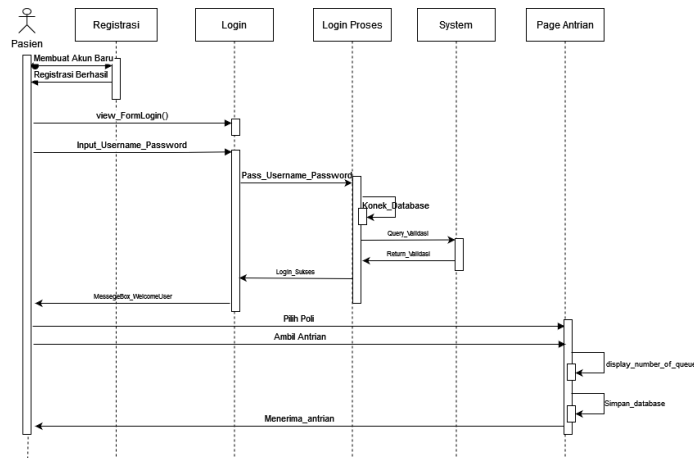 Pasien
Registrasi
Login
Login Proses
System
Page Antrian
Membuat Akun Baru
Registrasi Berhasil
view_FormLogin()
Input_Username_Password
Pass_Username_Password
Konek_Database
Query_Validasi
Return_Validasi
Login_Sukses
MessegeBox_WelcomeUser
Pilih Poli
Ambil Antrian
display_number_of_queue
Simpan_database
Menerima_antrian